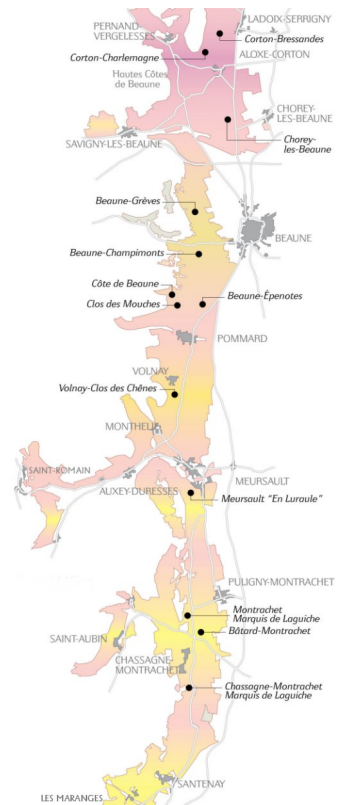 LADOIX-SERRIGNY
PERNAND-
VERGELESSES
Corton-Bressandes
Corton-Charlemagne
ALOXE-CORTON
Hautes Côtes
de Beaune
CHOREY-
LES-BEAUNE
SAVIGNY-LES-BEAUNE
Chorey-
les-Beaune
Beaune-Grèves
BEAUNE
Beaune-Champimonts
Côte de Beaune
Clos des Mouches
Beaune-Épenotes
POMMARD
VOLNAY
Volnay-Clos des Chênes
MONTHELIE
SAINT-ROMAIN
MEURSAULT
AUXEY-DURESSES
Meursault "En Luraule"
PULIGNY-MONTRACHET
Montrachet
Marquis de Laguiche
Bâtard-Montrachet
SAINT-AUBIN
CHASSAGNE-
MONTRACHET
Chassagne-Montrachet
Marquis de Laguiche
SANTENAY
LES MARANGES